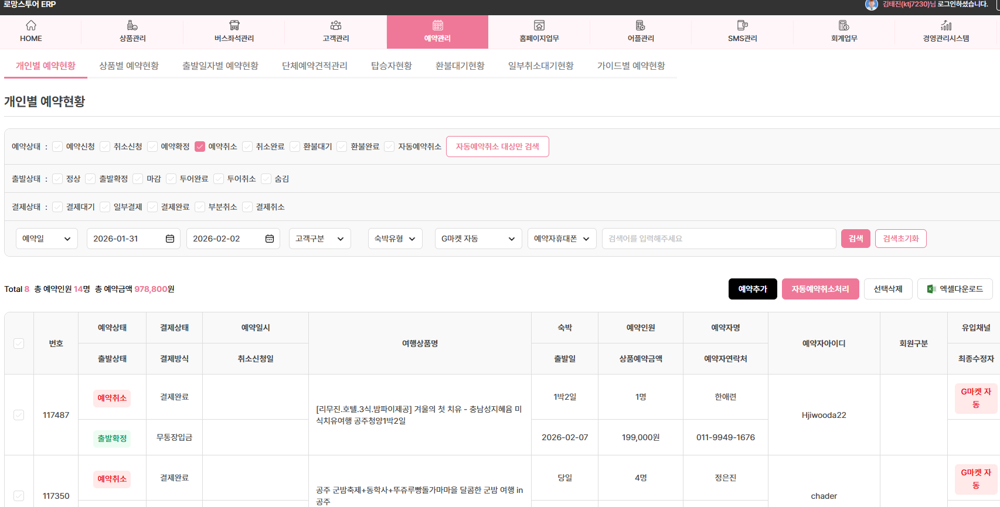 로망스투어 ERP
김태진(ktj7230)님 로그인하셨습니다.
HOME
상품관리
버스좌석관리
고객관리
예약관리
홈페이지업무
어플관리
SMS관리
회계업무
경영관리시스템
개인별 예약현황
상품별 예약현황
출발일자별 예약현황
단체예약견적관리
탑승자현황
환불대기현황
일부취소대기현황
가이드별 예약현황
개인별 예약현황
예약상태 : 예약신청 취소신청 예약확정 예약취소 취소완료 환불대기 환불완료 자동예약취소 자동예약취소 대상만 검색
출발상태 : 정상 출발확정 마감 투어완료 투어취소 숨김
결제상태 : 결제대기 일부결제 결제완료 부분취소 결제취소
예약일 2026-01-31 2026-02-02 고객구분 숙박유형 G마켓 자동 예약자휴대폰 검색어를 입력해주세요 검색 검색초기화
Total 8 총 예약인원 14명 총 예약금액 978,800원
예약추가 자동예약취소처리 선택삭제 엑셀다운로드
번호
예약상태
출발상태
결제상태
결제방식
예약일시
취소신청일
여행상품명
숙박
출발일
예약인원
상품예약금액
예약자명
예약자연락처
예약자아이디
회원구분
유입채널
최종수정자
117487
예약취소
출발확정
결제완료
무통장입금
[리무진.호텔.3식.밤파이제공] 겨울의 첫 치유 - 충남성지혜윰 미
식치유여행 공주청양1박2일
1박2일
2026-02-07
1명
199,000원
한애련
011-9949-1676
Hjiwooda22
G마켓 자
동
117350
예약취소
결제완료
공주 군밤축제+동학사+뚜쥬루빵돌가마마을 달콤한 군밤 여행 in
공주
당일
4명
정은진
chader
G마켓 자
동